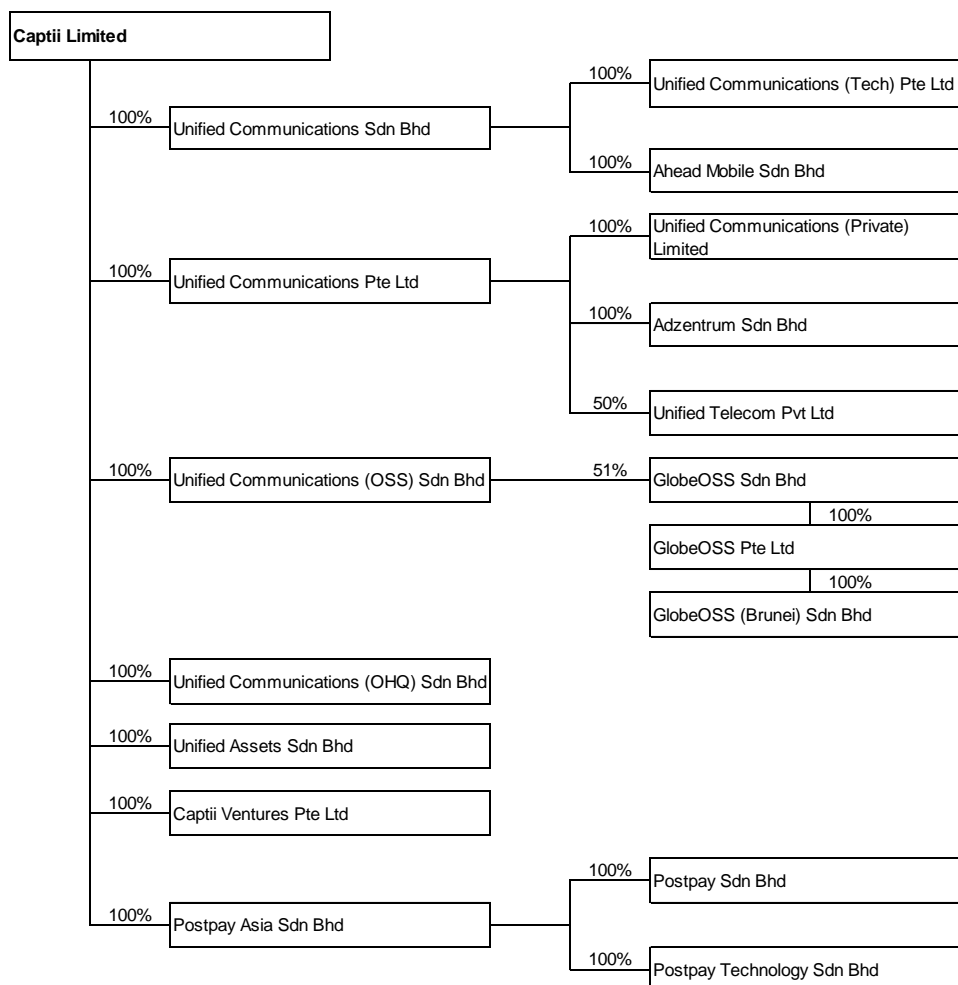 Captii Limited
100%
Unified Communications (Tech) Pte Ltd
100%
Unified Communications Sdn Bhd
100%
Ahead Mobile Sdn Bhd
100%
Unified Communications (Private)
Limited
100%
Unified Communications Pte Ltd
100%
Adzentrum Sdn Bhd
50%
Unified Telecom Pvt Ltd
100%
Unified Communications (OSS) Sdn Bhd
51%
GlobeOSS Sdn Bhd
100%
GlobeOSS Pte Ltd
100%
GlobeOSS (Brunei) Sdn Bhd
100%
Unified Communications (OHQ) Sdn Bhd
100%
Unified Assets Sdn Bhd
100%
Captii Ventures Pte Ltd
100%
Postpay Sdn Bhd
100%
Postpay Asia Sdn Bhd
100%
Postpay Technology Sdn Bhd